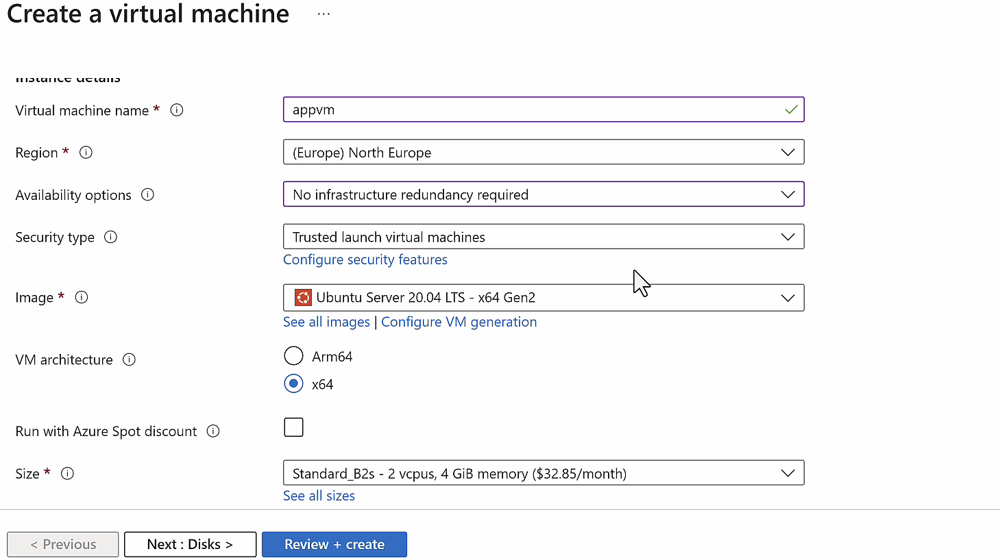 Create a virtual machine ...
Instance details
Virtual machine name * appvm
Region * (Europe) North Europe
Availability options No infrastructure redundancy required
Security type Trusted launch virtual machines
Configure security features
Image * Ubuntu Server 20.04 LTS - x64 Gen2
See all images | Configure VM generation
VM architecture Arm64
x64
Run with Azure Spot discount
Size * Standard_B2s - 2 vcpus, 4 GiB memory ($32.85/month)
See all sizes
< Previous Next : Disks > Review + create